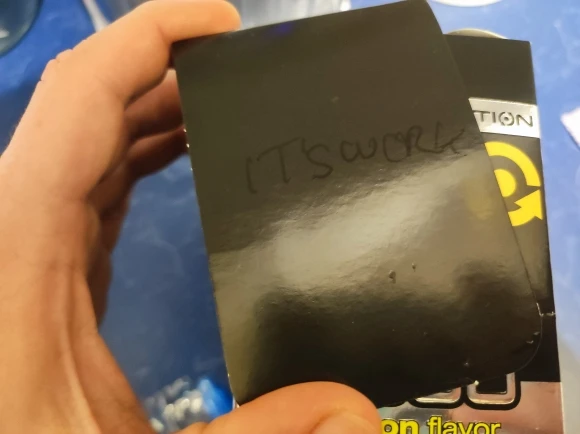 TION
IT'S WORK
on flavor